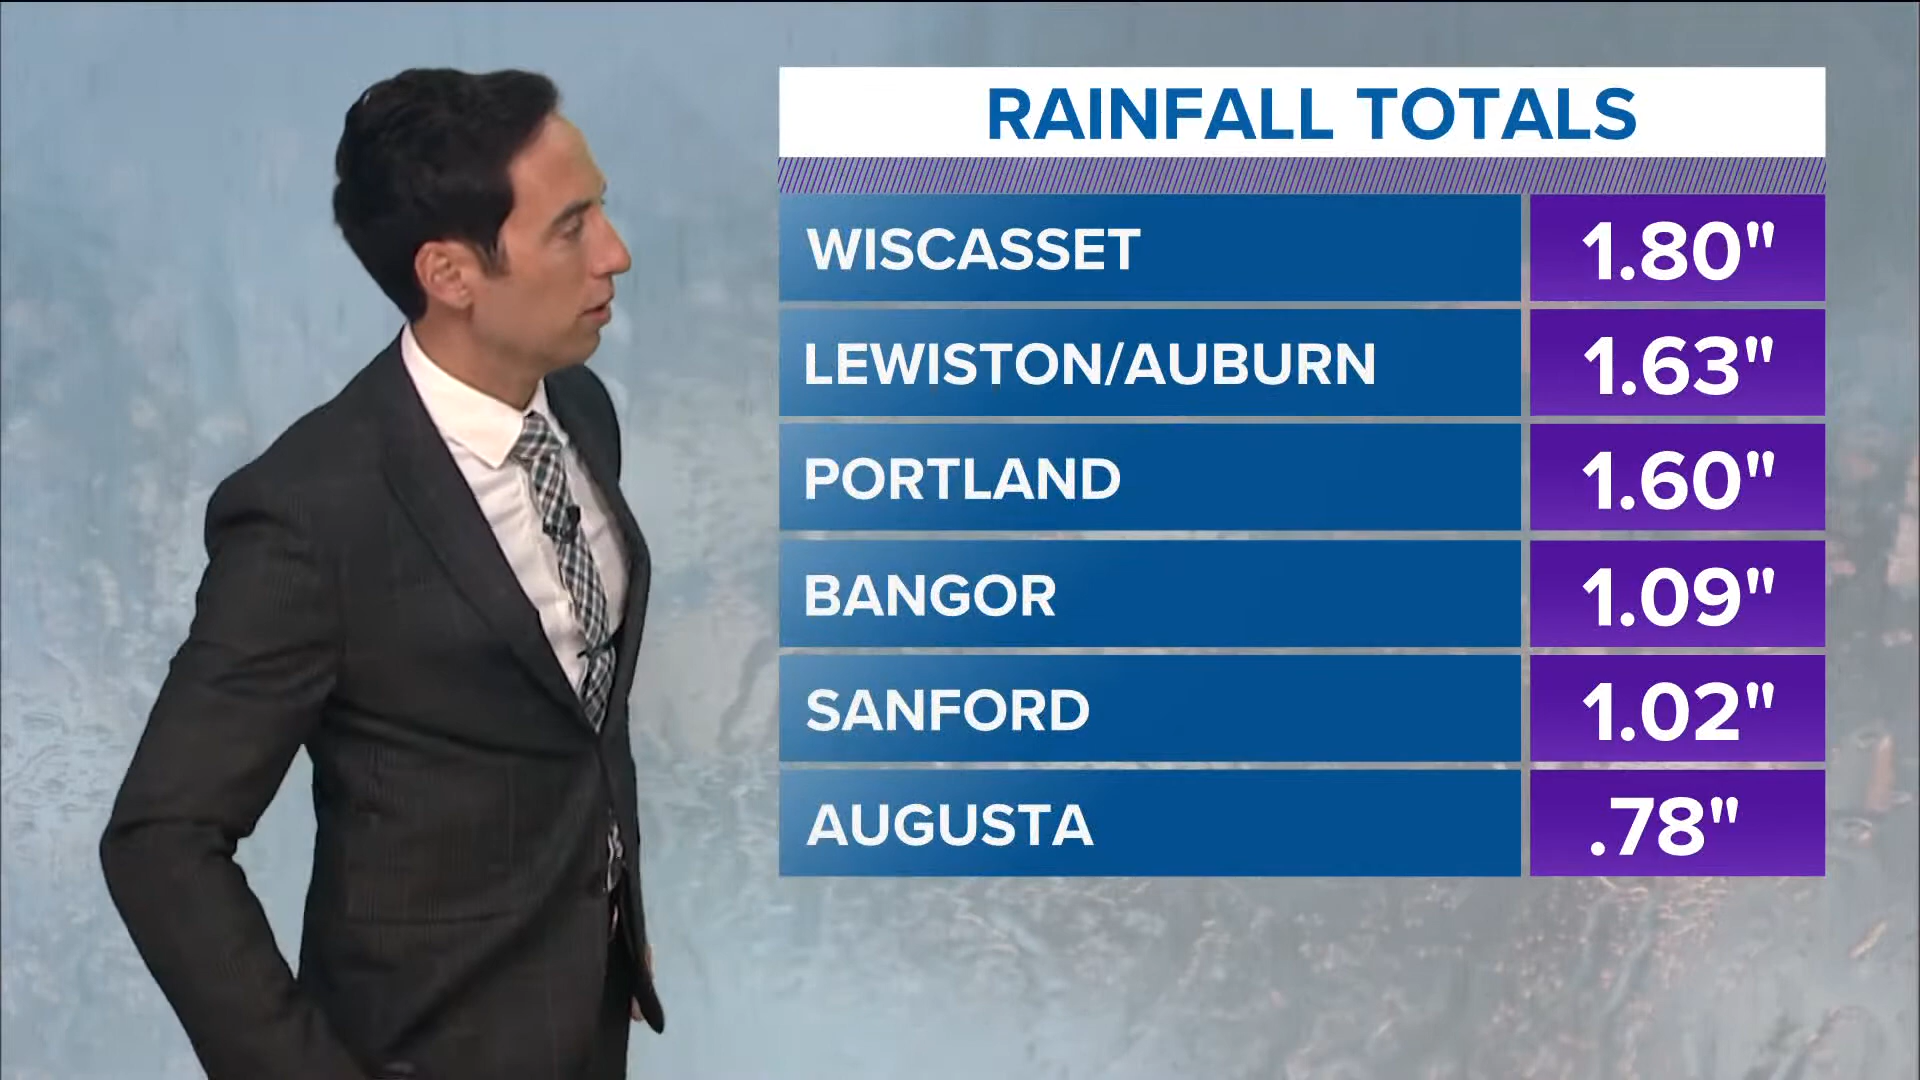 RAINFALL TOTALS
WISCASSET 1.80"
LEWISTON/AUBURN 1.63"
PORTLAND 1.60"
BANGOR 1.09"
SANFORD 1.02"
AUGUSTA .78"